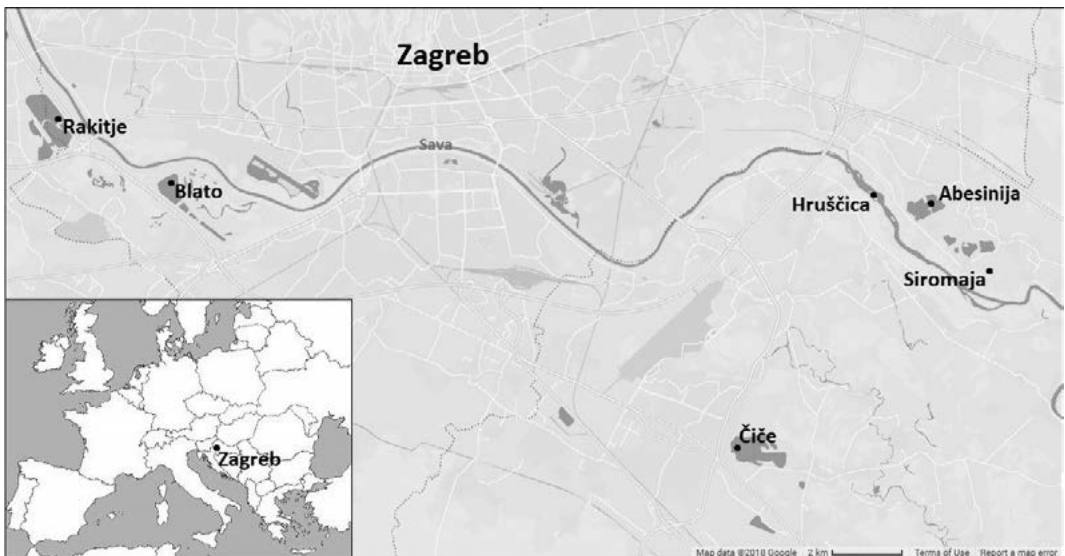 Zagreb
Rakitje
Sava
Blato
Abesinija
Hruščica
Siromaja
Čiče
Zagreb
Map data ©2018 Google
2 km
Terms of Use
Report a map error